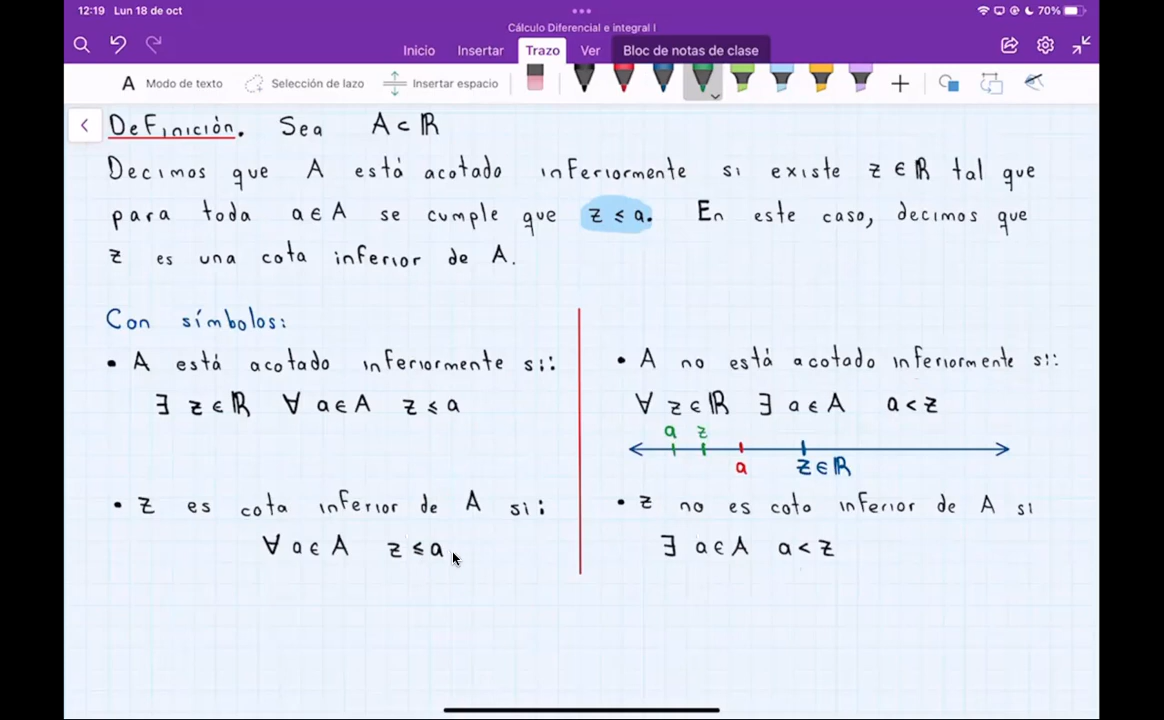 12:19 Lun 18 de oct
70%
Cálculo Diferencial e integral I
Inicio Insertar Trazo Ver Bloc de notas de clase
A Modo de texto Selección de lazo Insertar espacio
Definición. Sea A ⊂ ℝ
Decimos que A está acotado inferiormente si existe z ∈ ℝ tal que
para toda a ∈ A se cumple que z ≤ a. En este caso, decimos que
z es una cota inferior de A.
Con símbolos:
• A está acotado inferiormente si:
∃ z ∈ ℝ ∀ a ∈ A z ≤ a
• z es cota inferior de A si:
∀ a ∈ A z ≤ a
• A no está acotado inferiormente si:
∀ z ∈ ℝ ∃ a ∈ A a < z
a z
a z ∈ ℝ
• z no es cota inferior de A si
∃ a ∈ A a < z